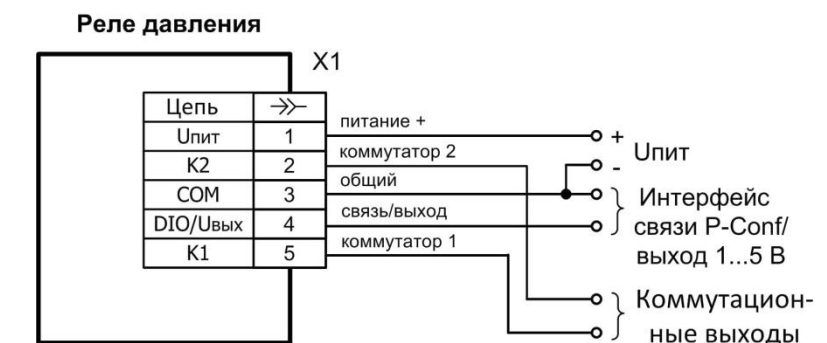 Реле давления
X1
Цепь
Uпит 1 питание + + Uпит
K2 2 коммутатор 2 -
COM 3 общий Интерфейс
DIO/Uвых 4 связь/выход связи P-Conf/
K1 5 коммутатор 1 выход 1...5 В
Коммутацион-
ные выходы